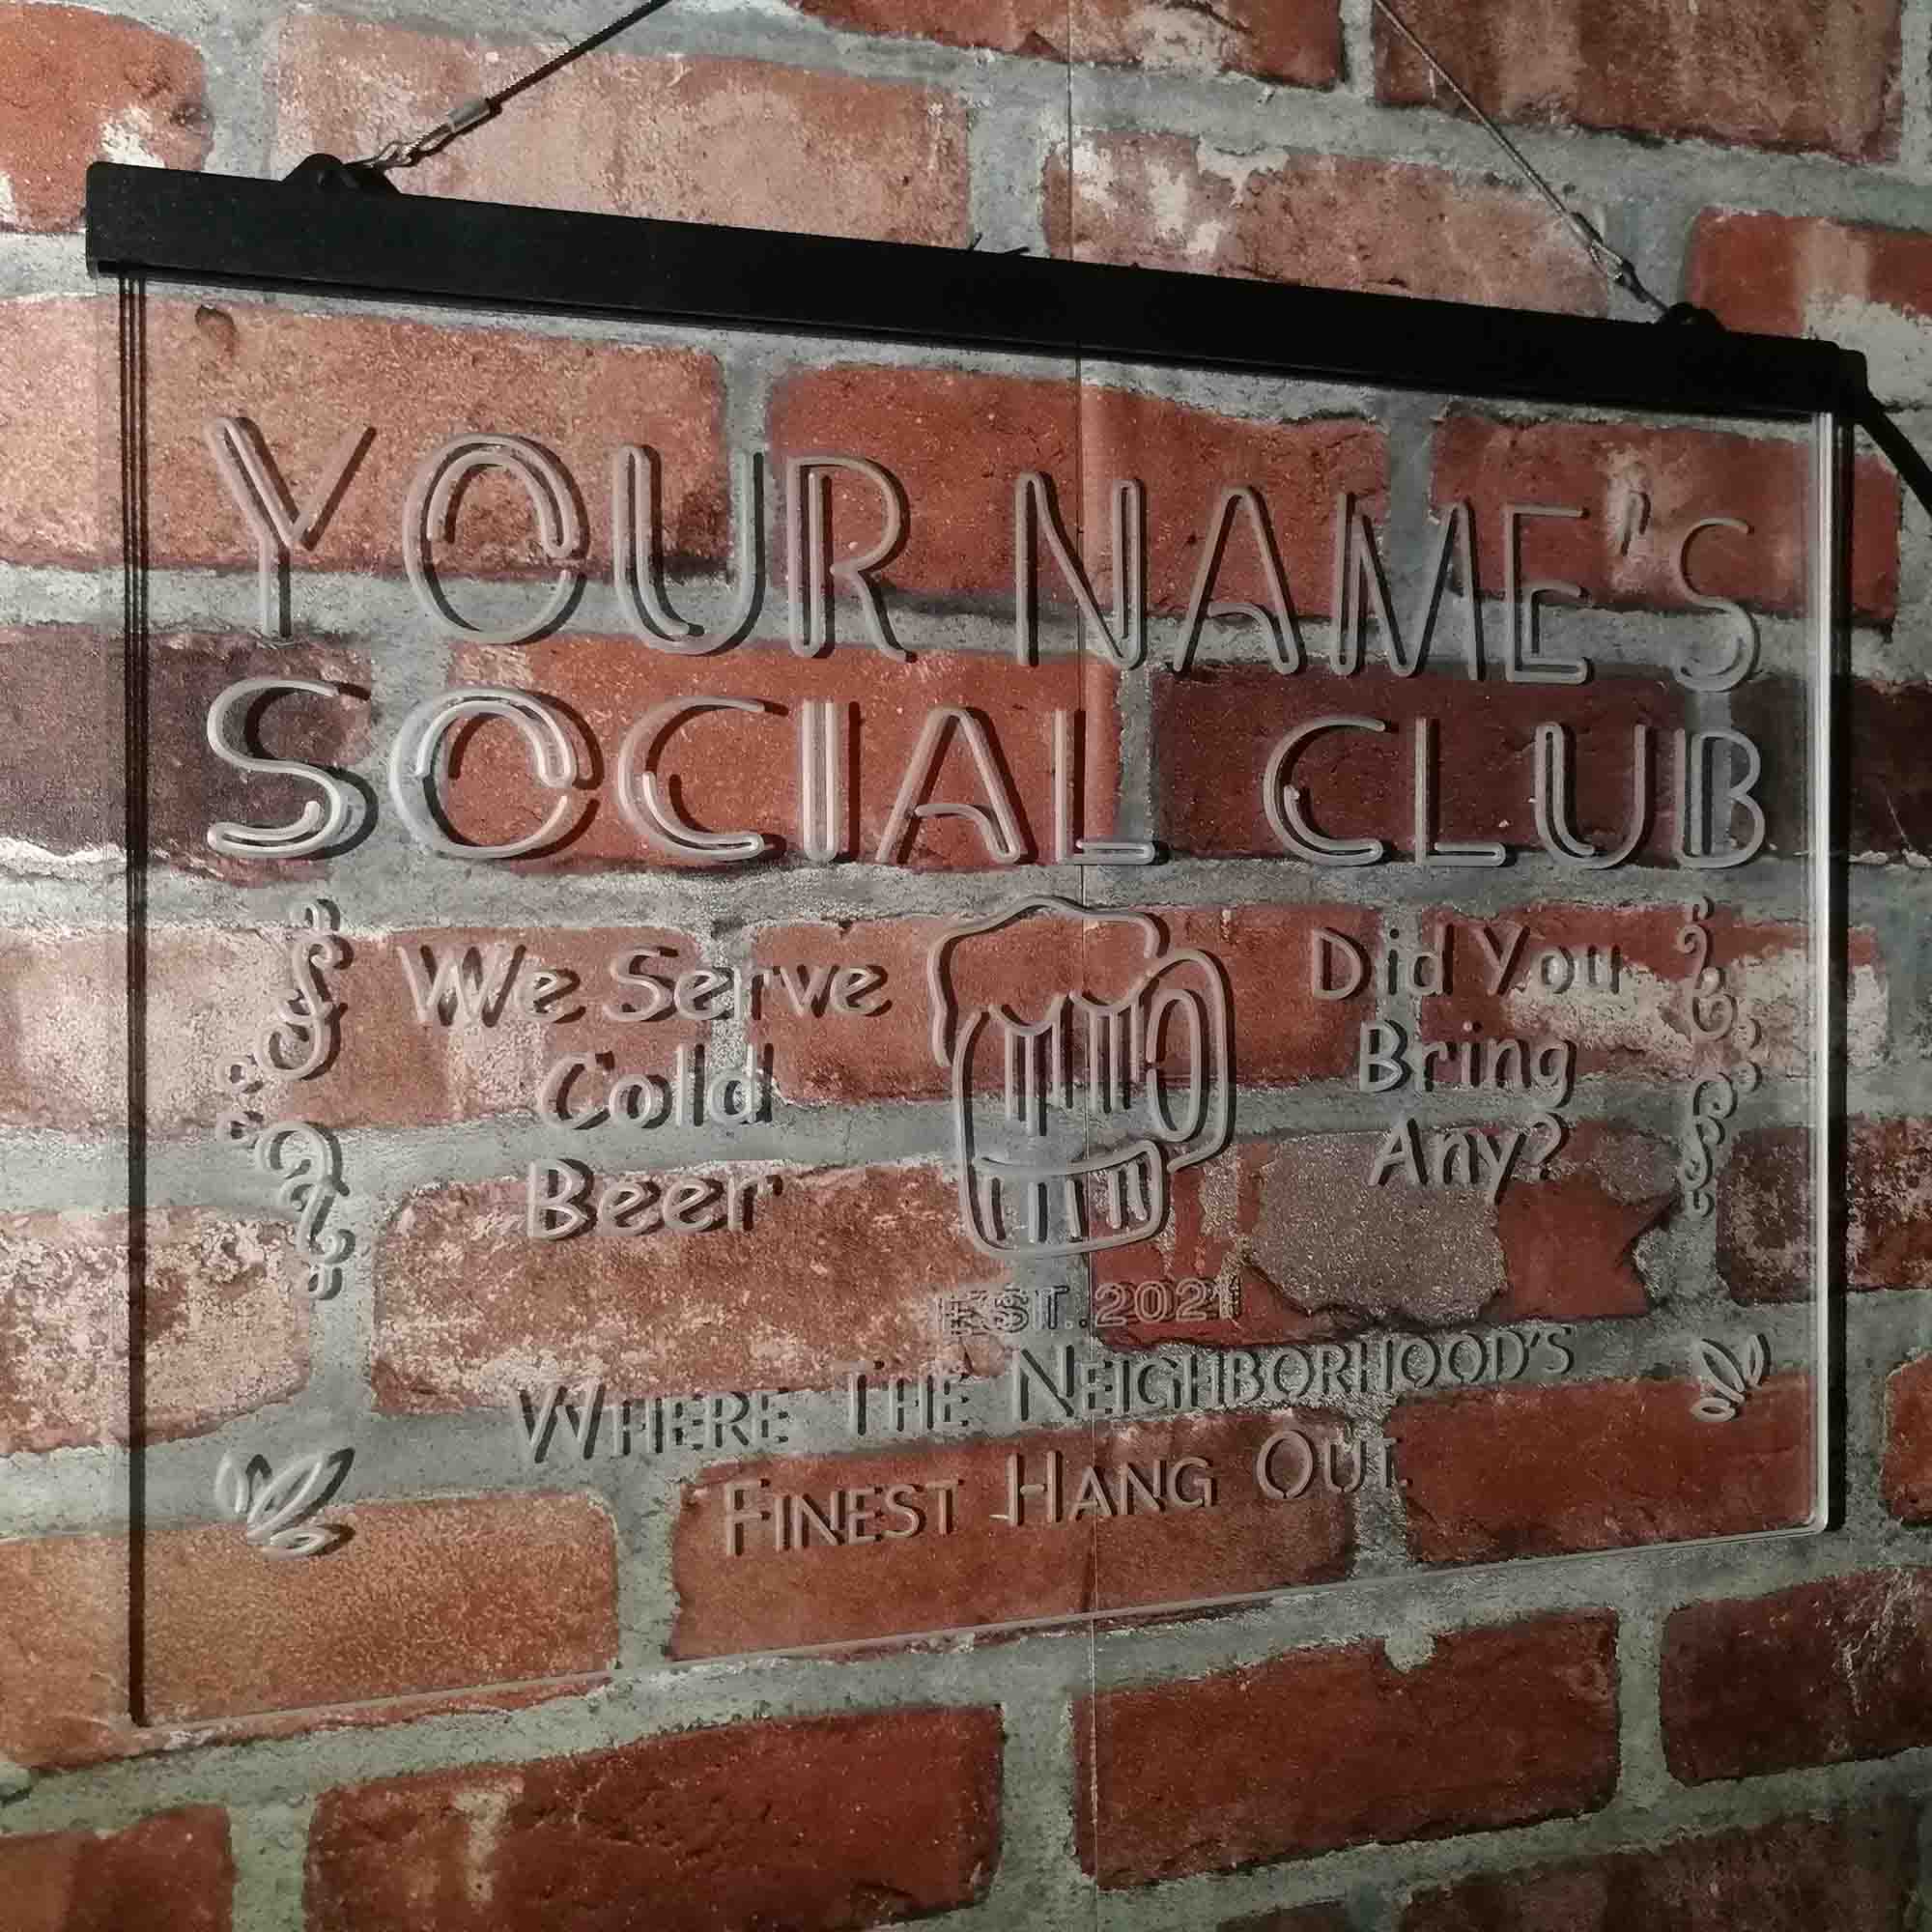 YOUR NAME'S
SOCIAL CLUB
We Serve
Cold
Beer
Did You
Bring
Any?
EST. 2021
WHERE THE NEIGHBORHOOD'S
FINEST HANG OUT.